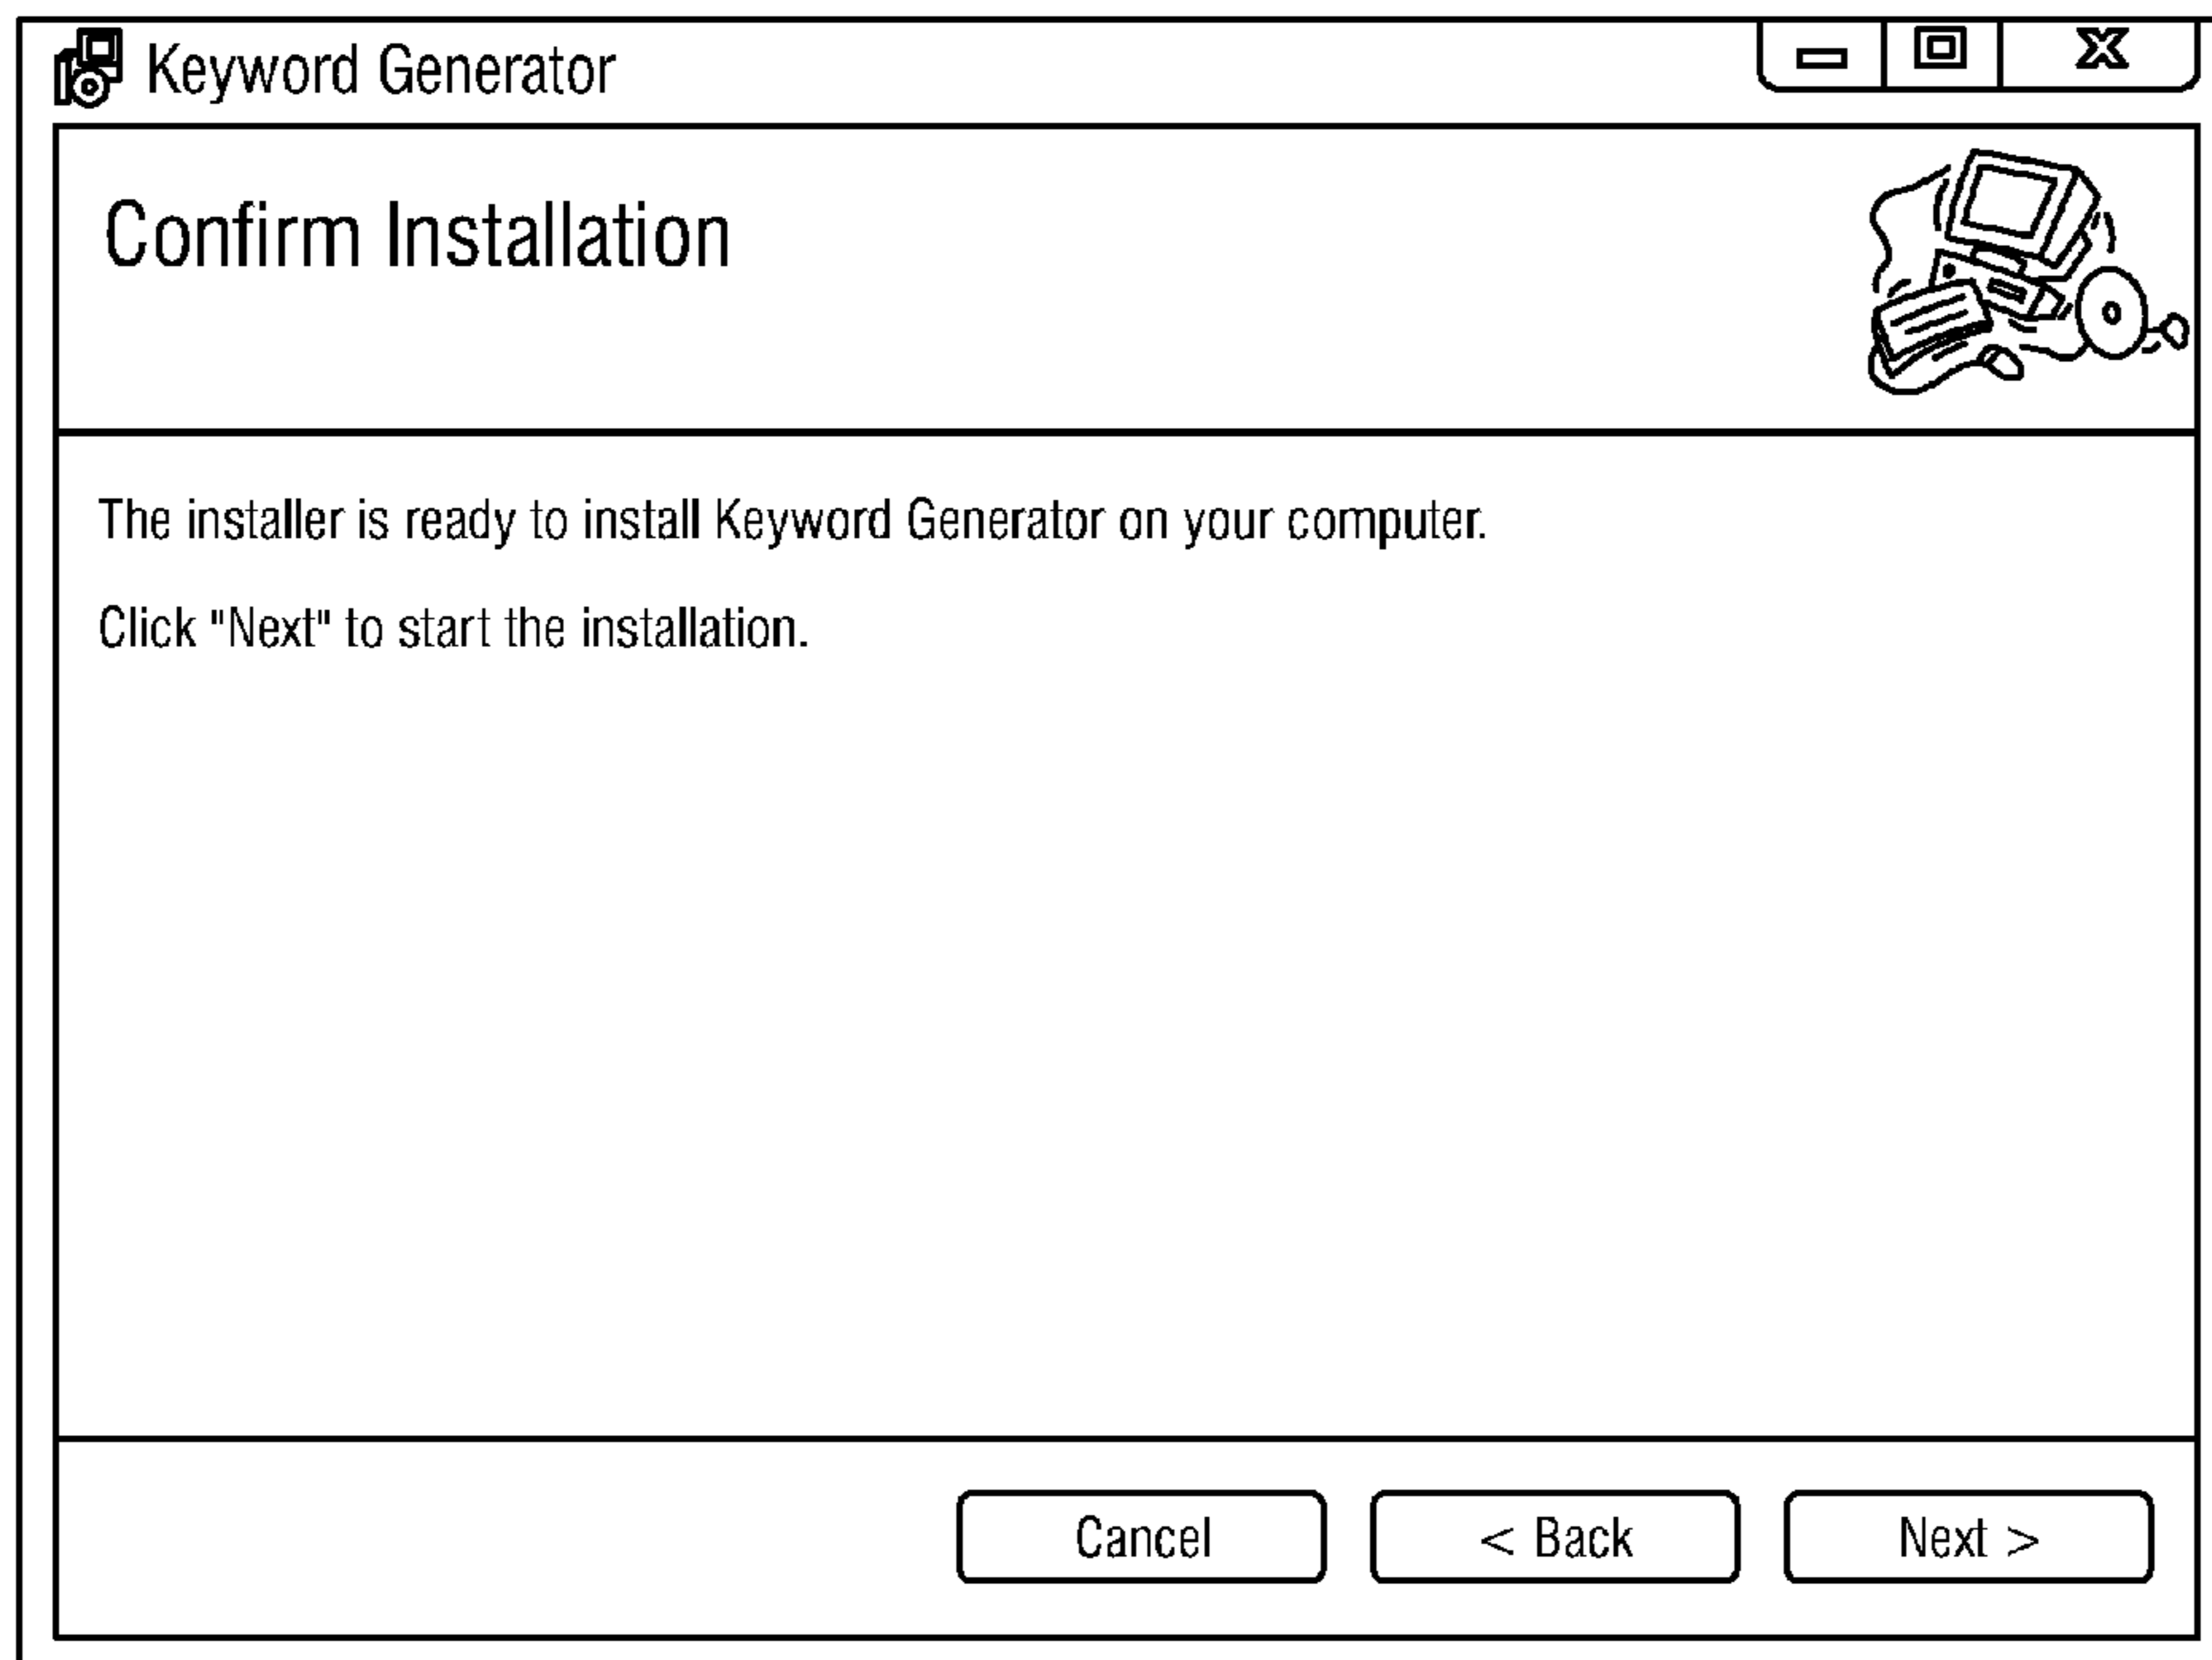 Keyword Generator
Confirm Installation
The installer is ready to install Keyword Generator on your computer.
Click "Next" to start the installation.
Cancel
< Back
Next >